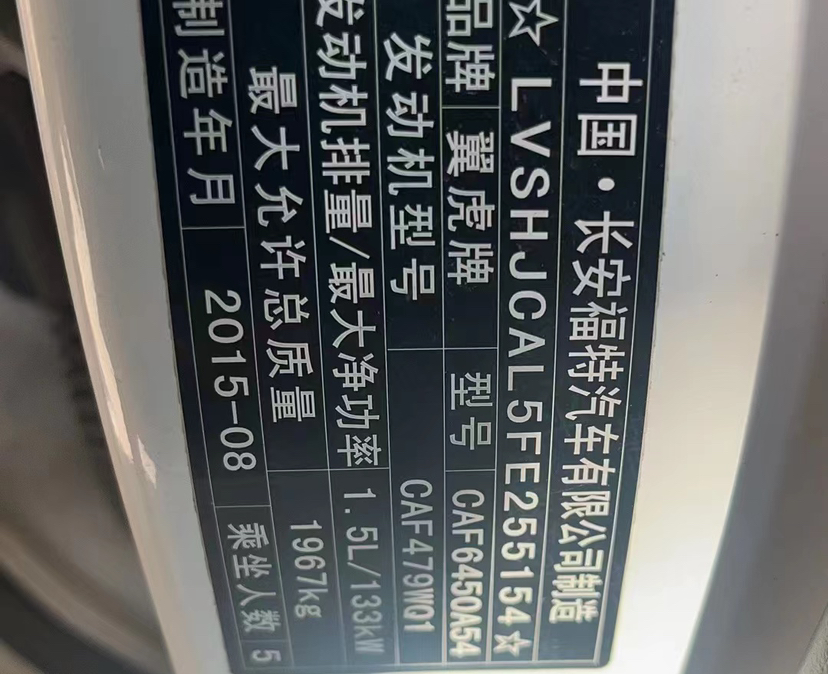 中国·长安福特汽车有限公司制造
☆LVSHJCAL5FE255154☆
品牌 翼虎牌 型号 CAF6450A54
发动机型号 CAF479WQ1
发动机排量/最大净功率 1.5L/133kW
最大允许总质量 1967kg
制造年月 2015-08 乘坐人数 5